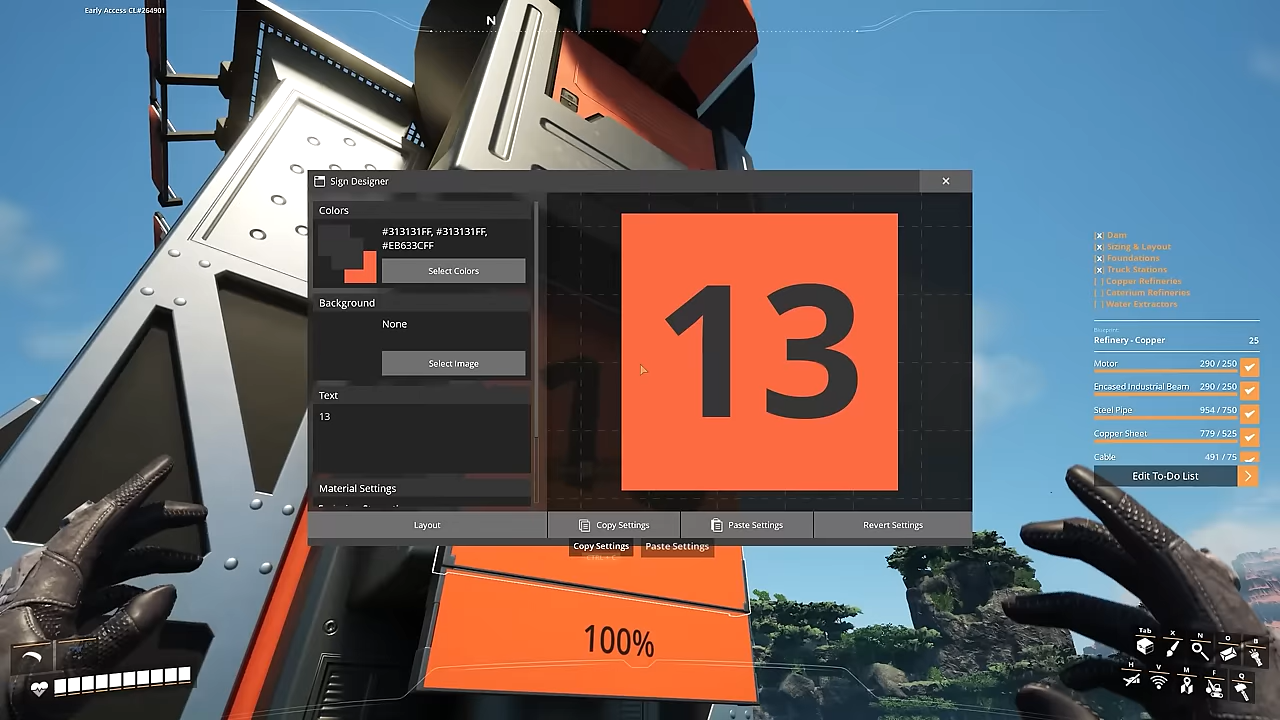 Early Access CL#264901
N
Sign Designer
Colors
#313131FF, #313131FF,
#EB633CFF
Select Colors
Background
None
Select Image
Text
13
Material Settings
Layout
Copy Settings
Paste Settings
Revert Settings
Copy Settings
Paste Settings
13
100%
[x] Dam
[x] Sizing & Layout
[x] Foundations
[x] Truck Stations
[ ] Copper Refineries
[ ] Caterium Refineries
[ ] Water Extractors
Blueprint:
Refinery - Copper 25
Motor 290 / 250
Encased Industrial Beam 290 / 250
Steel Pipe 954 / 750
Copper Sheet 779 / 525
Cable 491 / 75
Edit To-Do List
Tab X N O B
H V M Q